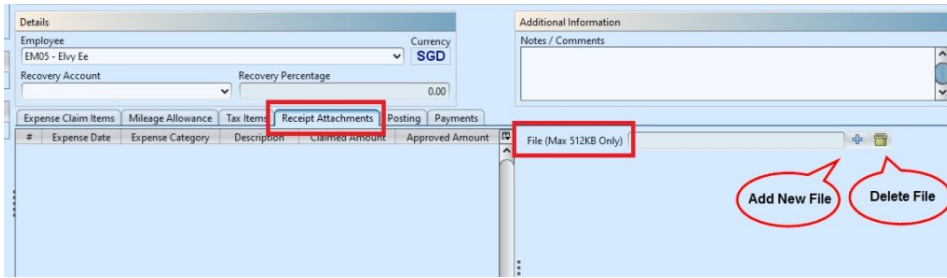 Details
Employee
Currency
EM05 - Elvy Ee
SGD
Recovery Account
Recovery Percentage
0.00
Additional Information
Notes / Comments
Expense Claim Items
Mileage Allowance
Tax Items
Receipt Attachments
Posting
Payments
# Expense Date Expense Category Description Claimed Amount Approved Amount
File (Max 512KB Only)
Add New File
Delete File